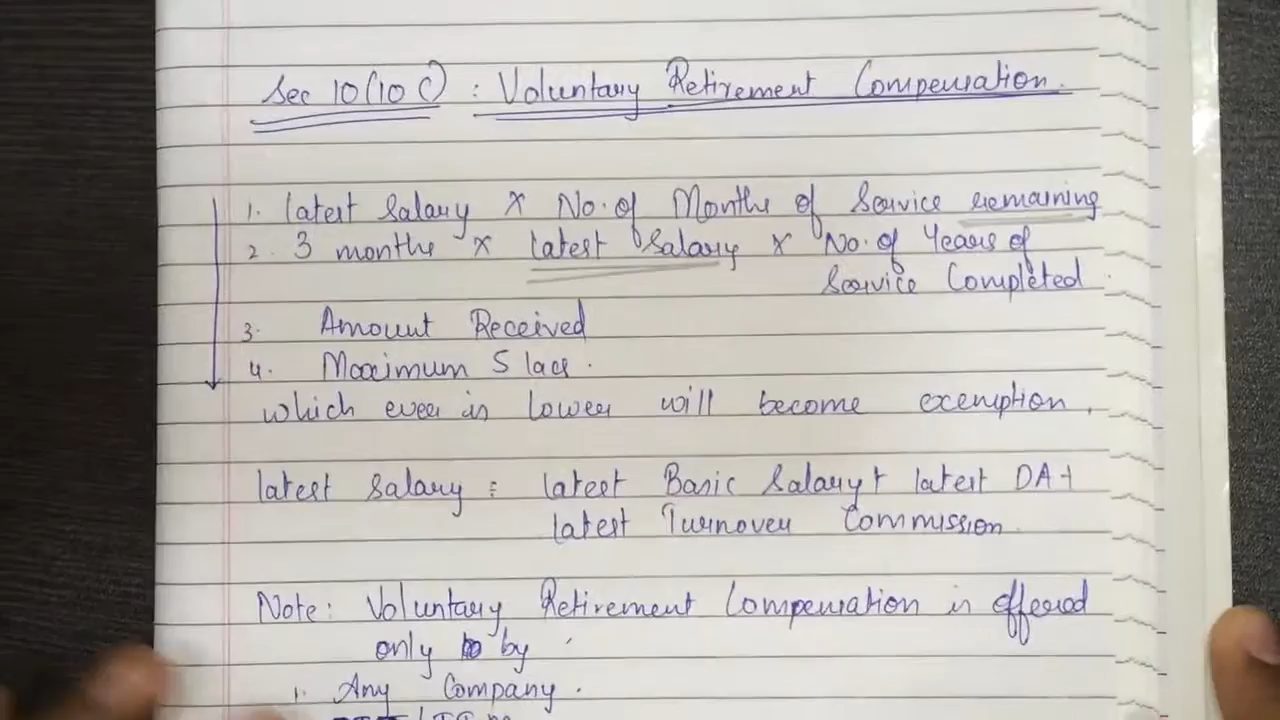 Sec 10(10C) : Voluntary Retirement Compensation.
1. latest Salary x No. of Months of Service remaining
2. 3 months x latest Salary x No. of Years of
Service Completed.
3. Amount Received
4. Maximum 5 lacs.
which ever is lower will become exemption.
latest Salary : latest Basic Salary + latest DA +
latest Turnover Commission
Note: Voluntary Retirement Compensation is offered
only by
1. Any Company.